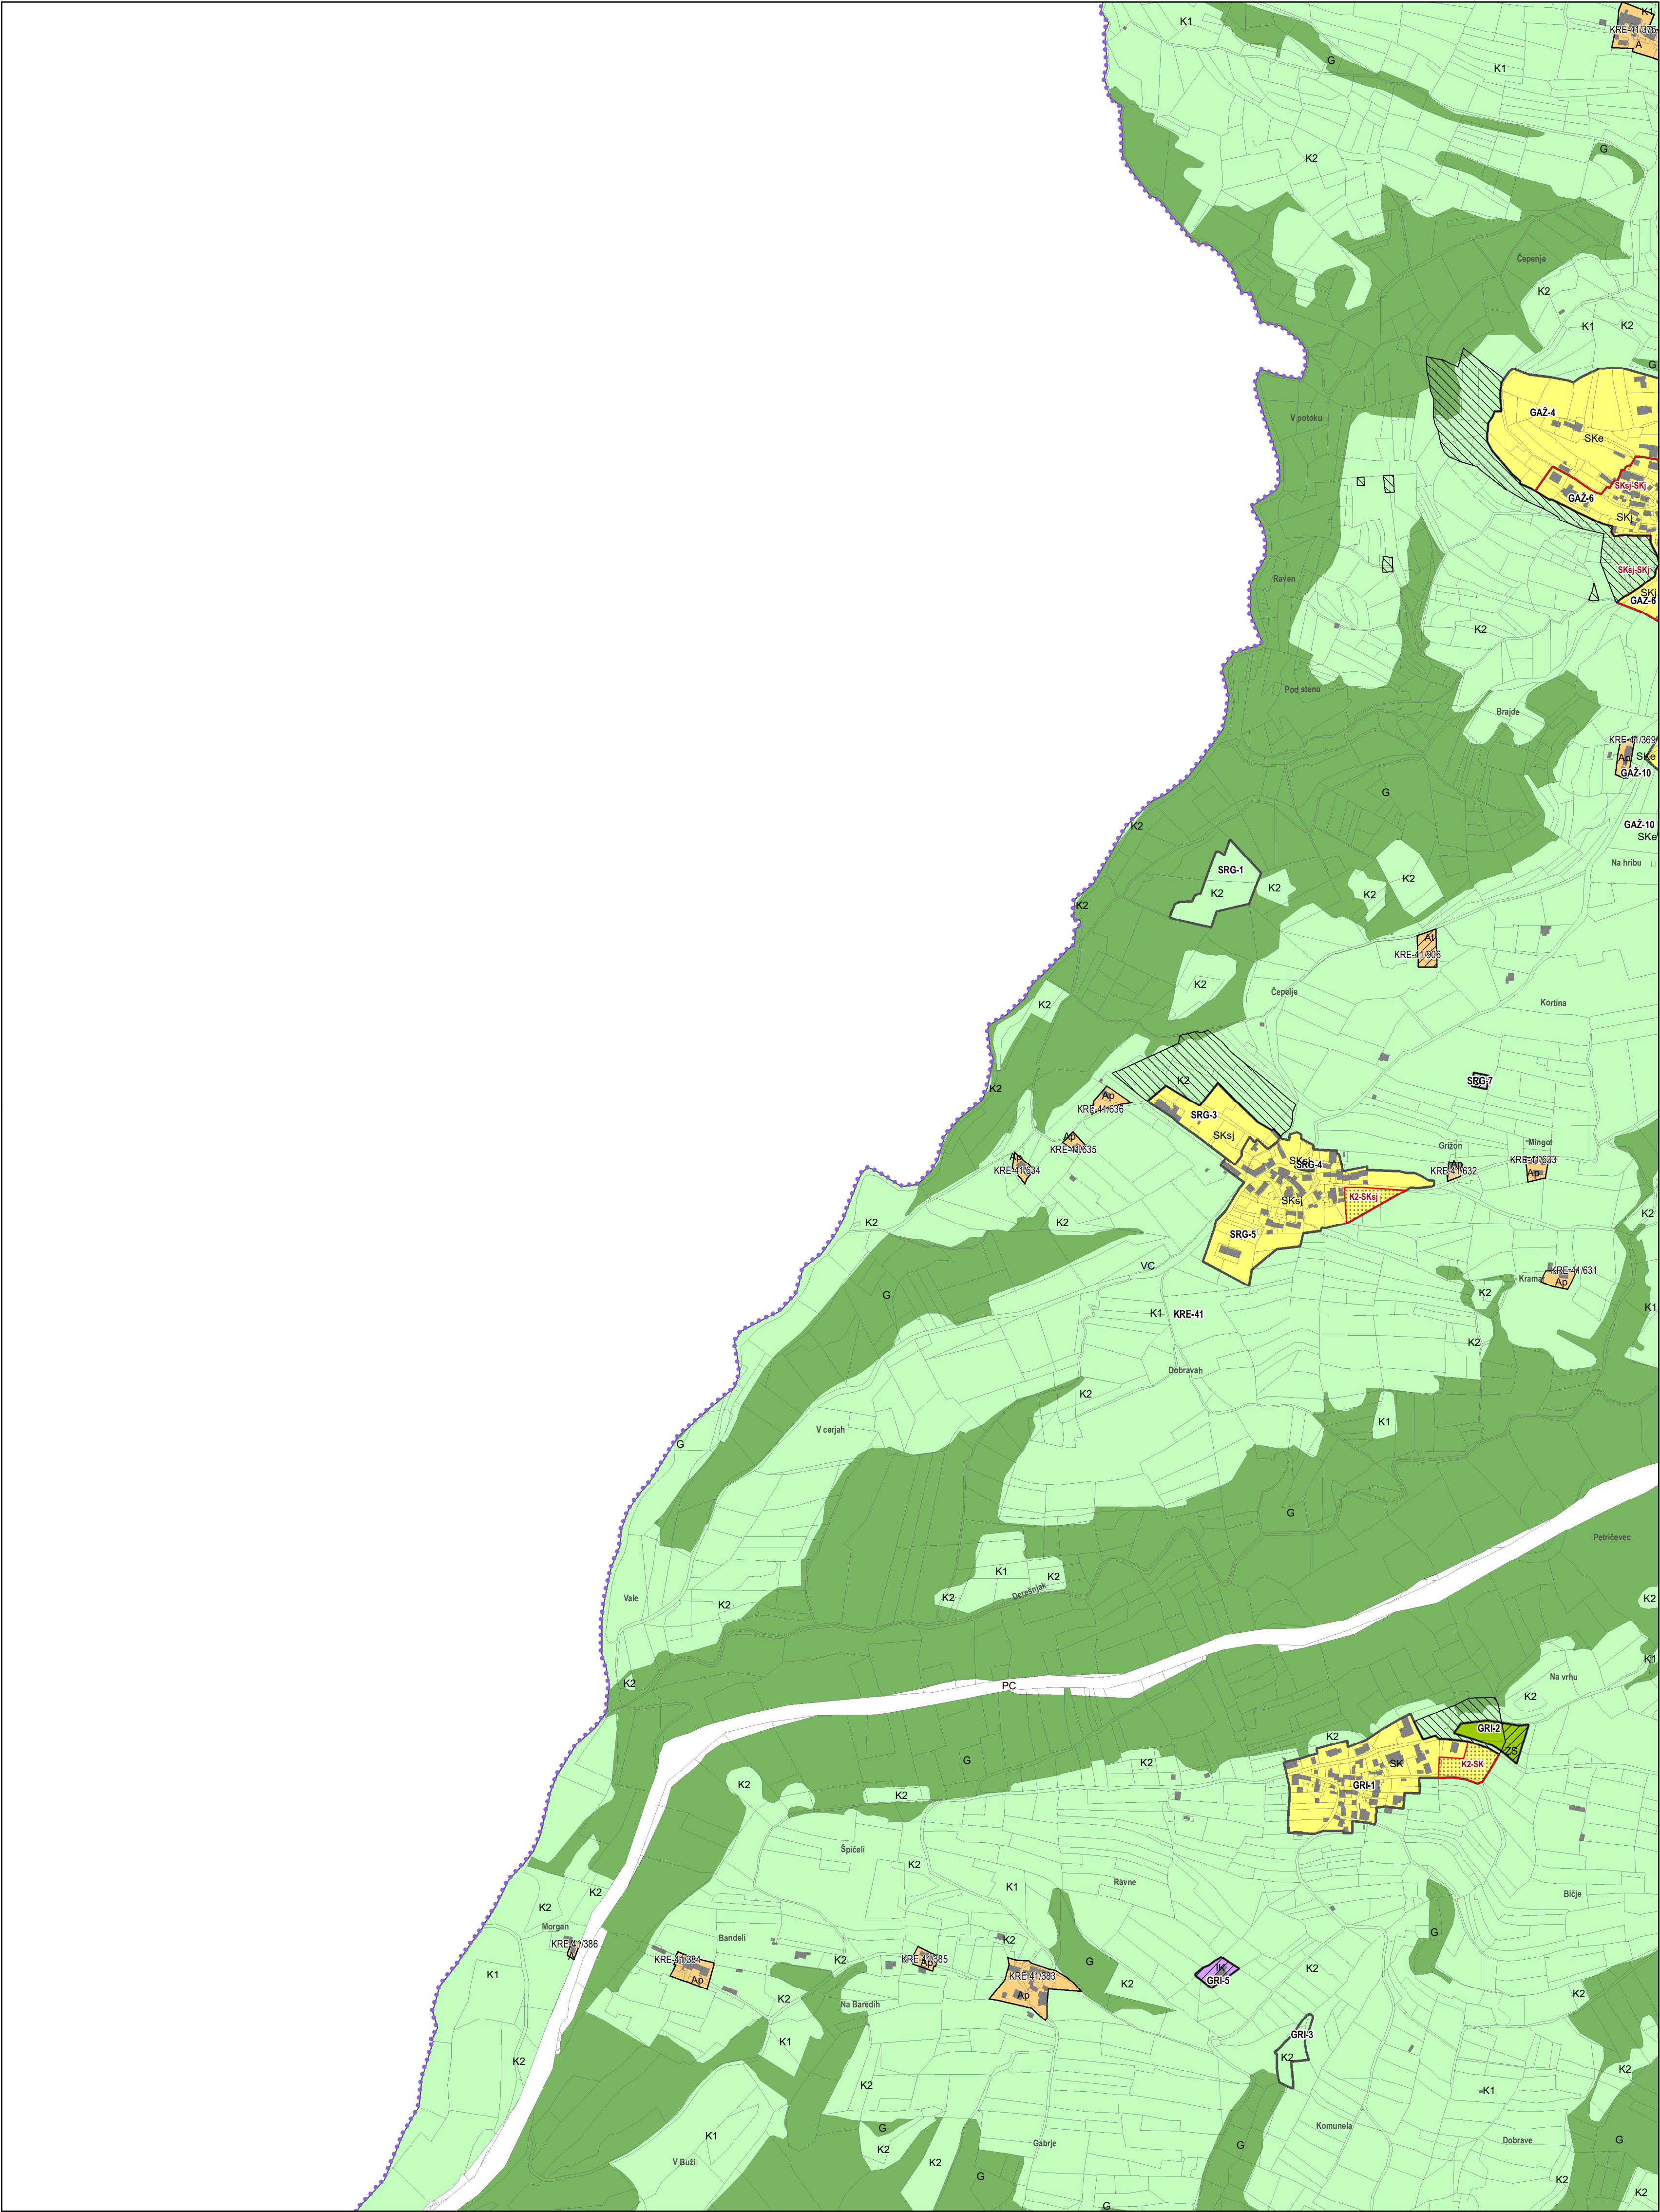 K1
K1
KRE-41/375
A
G
K1
G
K2
Čepenje
K2
K1
K2
G
GAŽ-4
V potoku
SKe
SKsj-SKj
GAŽ-6
SKj
SKsj-SKj
Raven
SKj
GAŽ-6
K2
Pod steno
Brajde
KRE-41/369
Ap
SKe
GAŽ-10
G
K2
GAŽ-10
SKe
Na hribu
SRG-1
K2
K2
K2
K2
K2
At
KRE-41/906
K2
Čepelje
K2
Kortina
K2
SRG-7
K2
Ap
KRE-41/636
SRG-3
SKsj
Ap
KRE-41/635
Grižon
Mingot
Ap
KRE-41/634
SKsj
SRG-4
Ap
KRE-41/632
KRE-41/633
Ap
K2-SKsj
SKsj
K2
K2
K2
SRG-5
VC
KRE-41/631
Kramar
Ap
G
K2
K1
KRE-41
K1
K2
Dobravah
K2
V cerjah
K1
G
G
Petričevec
K1
K2
Derešnjak
K2
Vale
K2
K2
K1
Na vrhu
K2
PC
K2
GRI-2
K2
ZS
G
K2
SK
K2-SK
K2
GRI-1
K2
Špičeli
K2
K1
Ravne
Bičje
K2
K2
Morgan
KRE-41/386
A
Bandeli
KRE-41/384
Ap
K2
KRE-41/385
Ap
K2
G
G
K1
KRE-41/383
Ap
K2
IK
GRI-5
K2
K2
K2
Na Baredih
GRI-3
K1
K2
K2
K2
K2
K1
G
K1
K2
Komunela
Dobrave
G
Gabrje
G
V Buži
K2
G
K2
K2
G